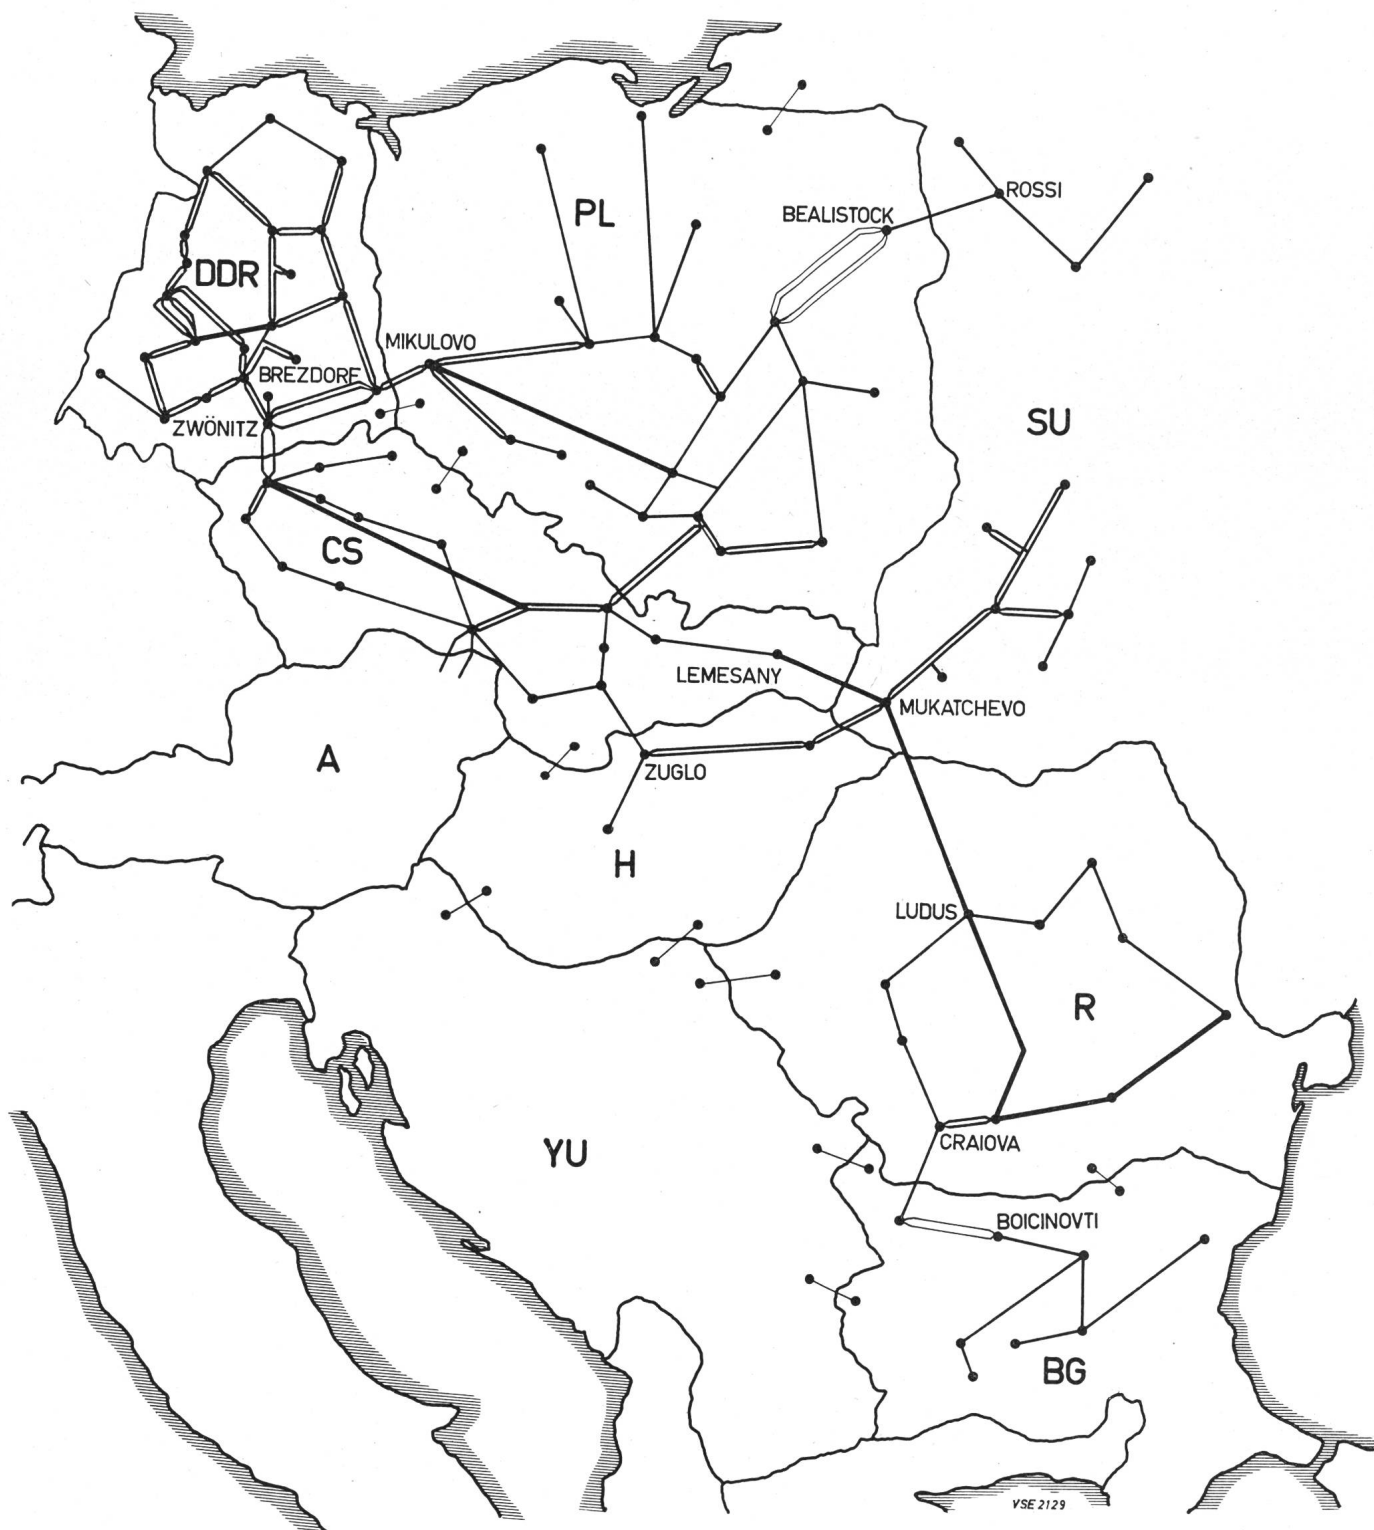 PL
ROSSI
BEALISTOCK
DDR
MIKULOVO
BREZDORF
ZWÖNITZ
SU
CS
LEMESANY
MUKATCHEVO
A
ZUGLO
H
LUDUS
R
CRAIOVA
YU
BOICINOVTI
BG
VSE 2129